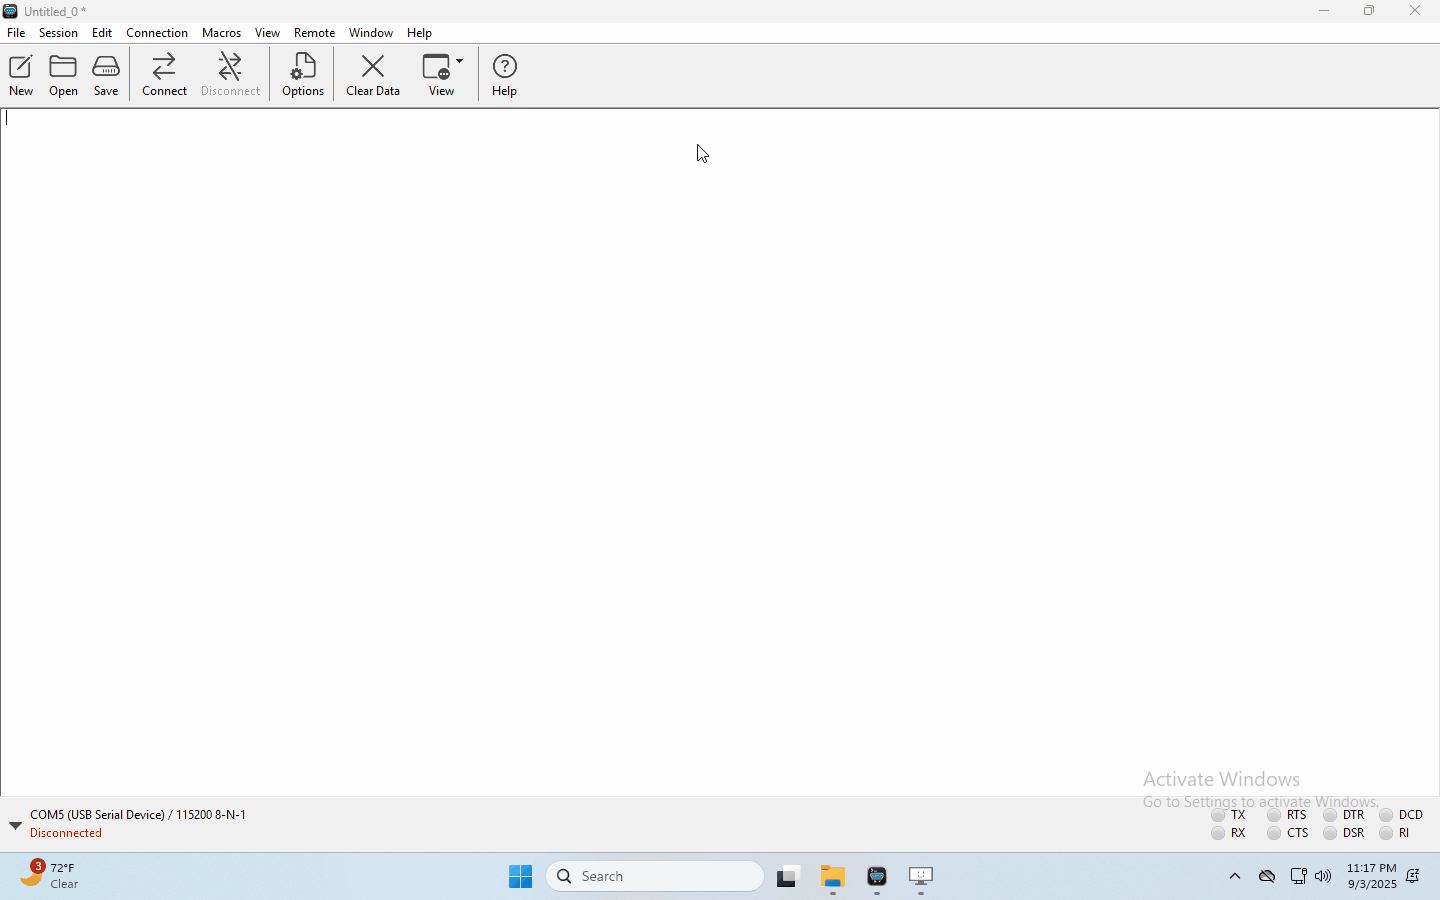 Untitled_0 *
File Session Edit Connection Macros View Remote Window Help
New Open Save Connect Disconnect Options Clear Data View Help
Activate Windows
Go to Settings to activate Windows.
COM5 (USB Serial Device) / 115200 8-N-1
Disconnected
TX RTS DTR DCD
RX CTS DSR RI
3 72°F
Clear
Search
11:17 PM
9/3/2025